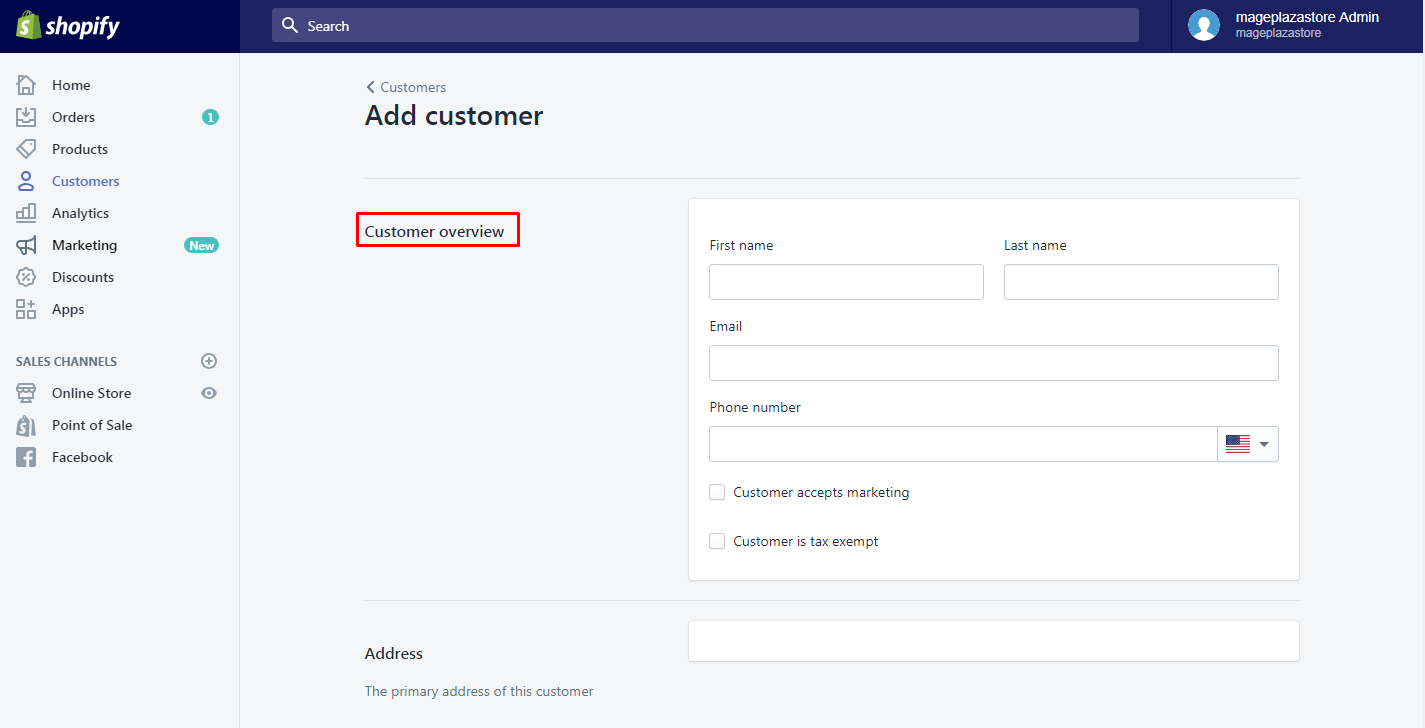 shopify
Search
mageplazastore Admin
mageplazastore
Home
Orders 1
Products
Customers
Analytics
Marketing New
Discounts
Apps
SALES CHANNELS
Online Store
Point of Sale
Facebook
Customers
Add customer
Customer overview
First name Last name
Email
Phone number
Customer accepts marketing
Customer is tax exempt
Address
The primary address of this customer